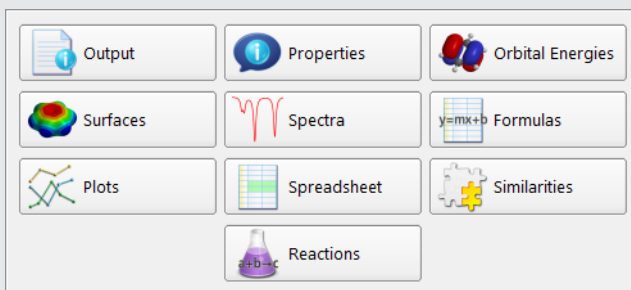 Output
Properties
Orbital Energies
Surfaces
Spectra
y=mx+b
Formulas
Plots
Spreadsheet
Similarities
a+b→c
Reactions